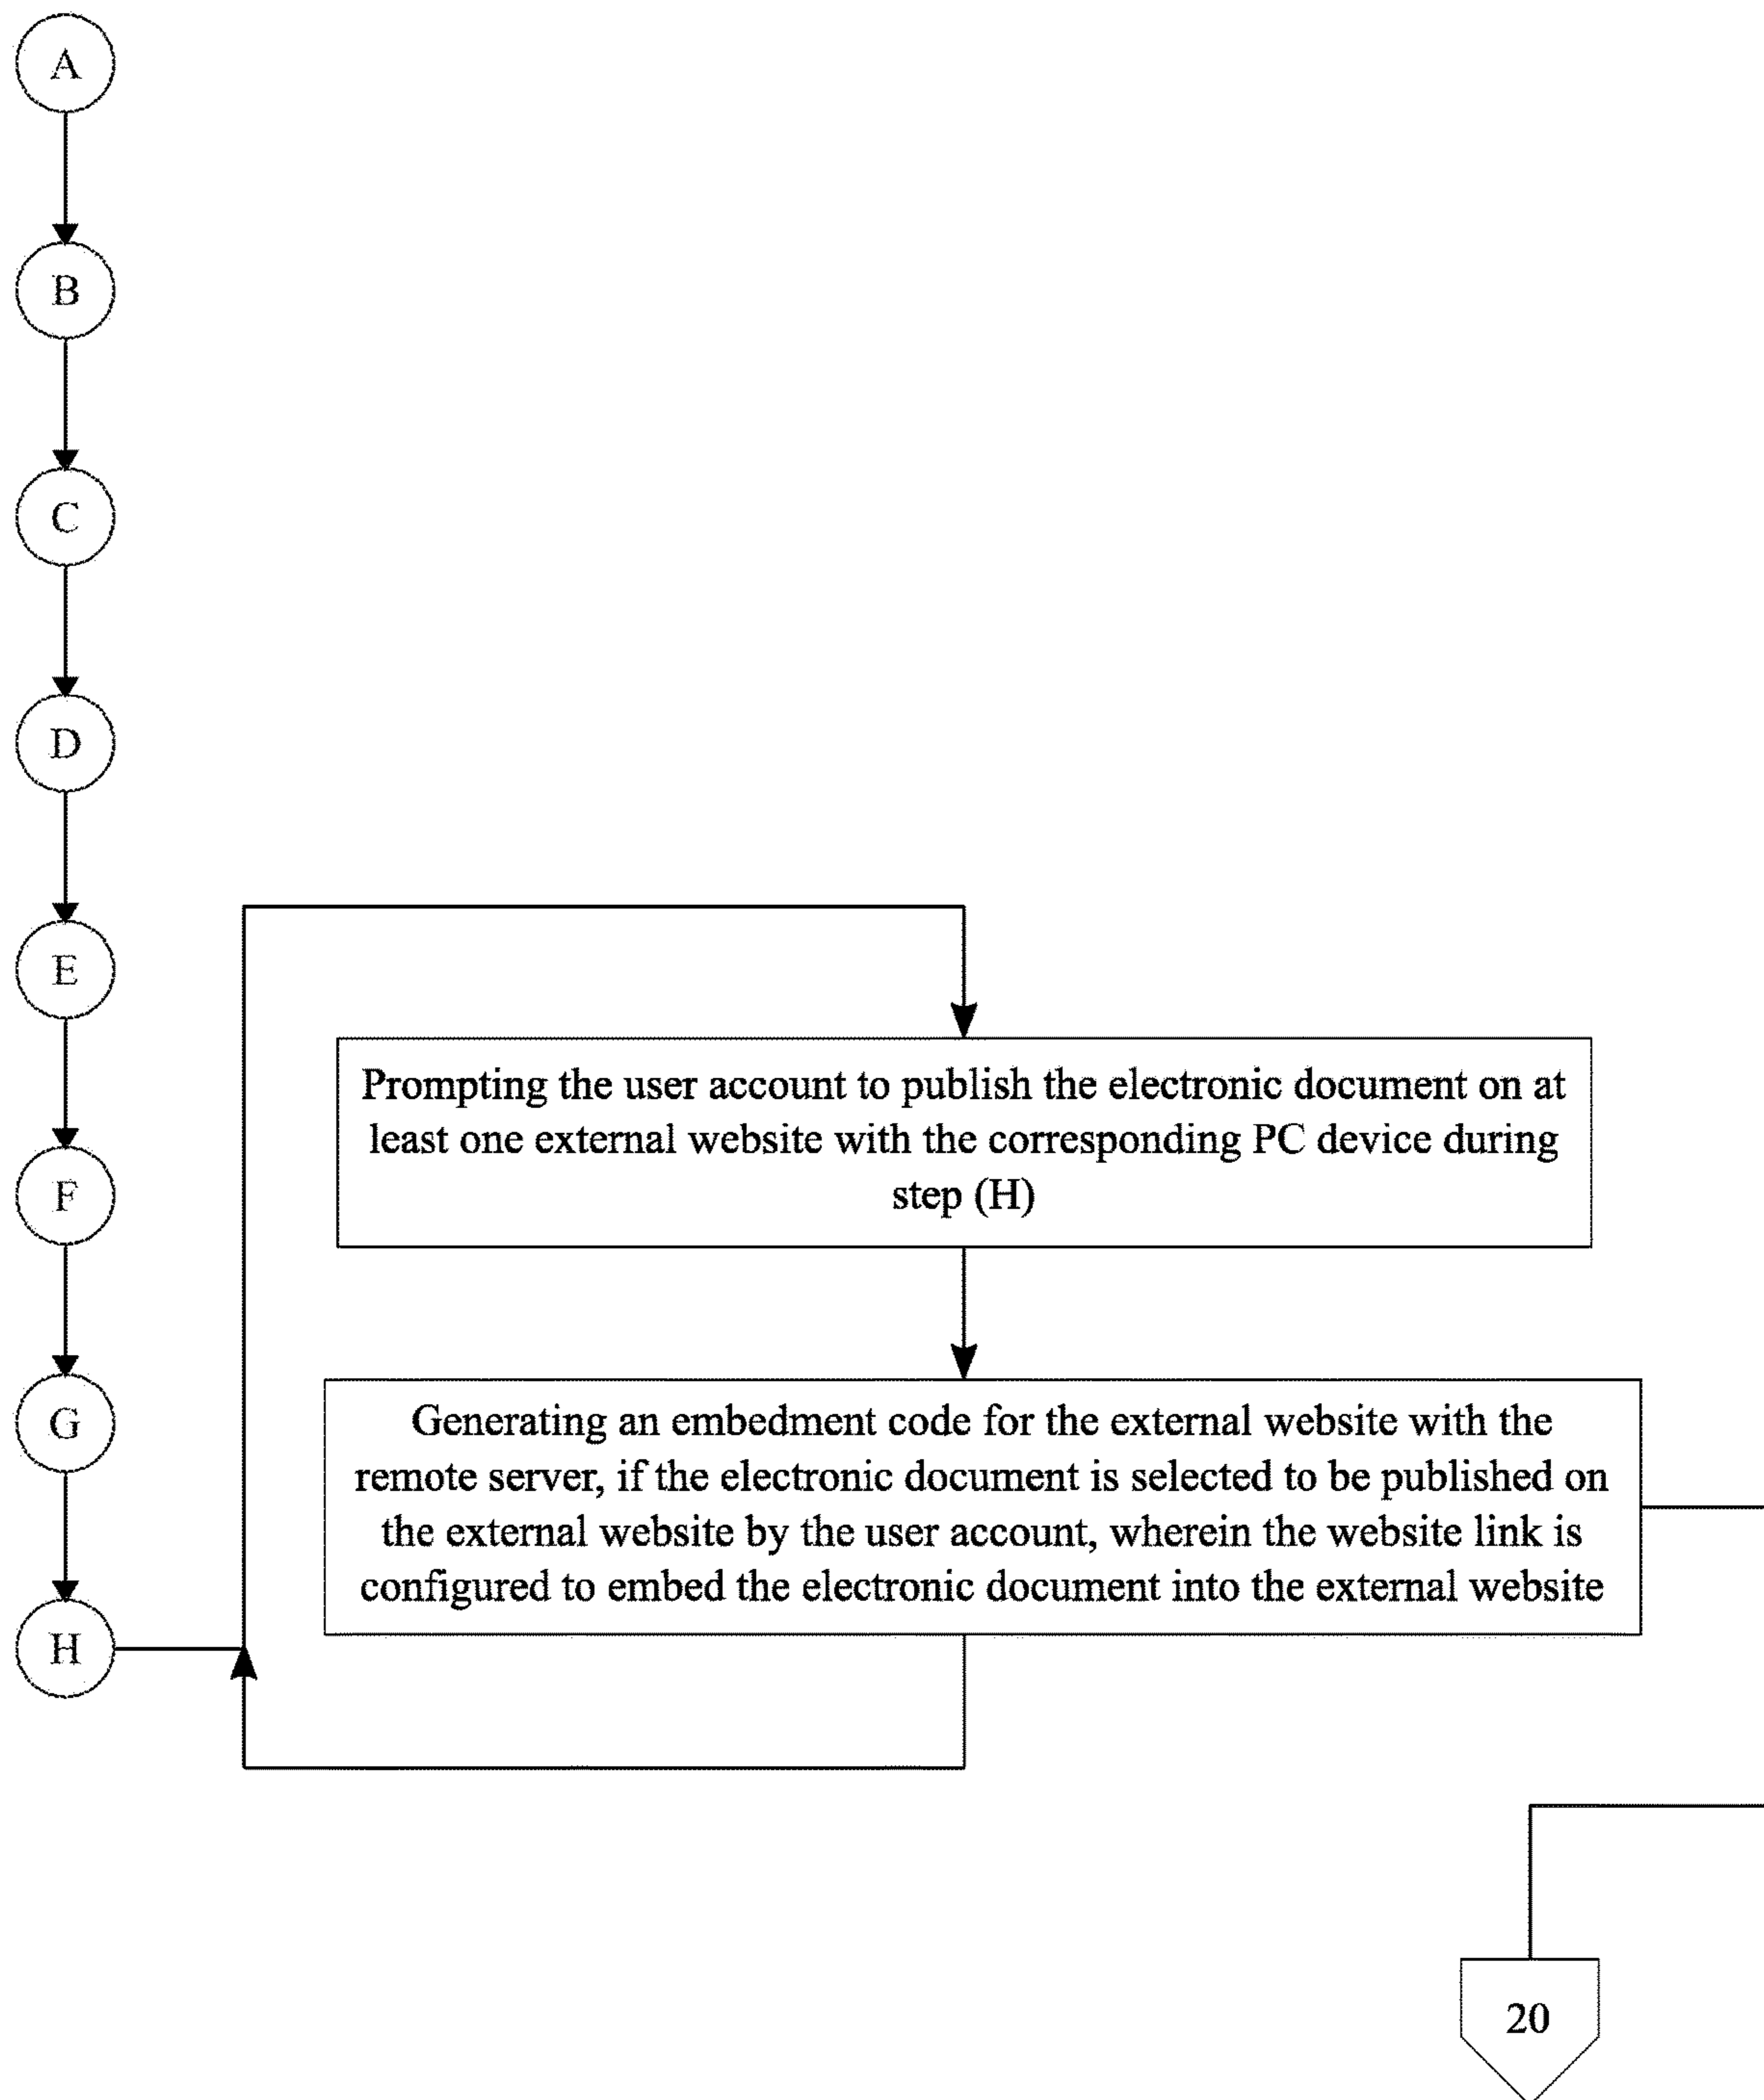 A
B
C
D
E
F
G
H
Prompting the user account to publish the electronic document on at
least one external website with the corresponding PC device during
step (H)
Generating an embedment code for the external website with the
remote server, if the electronic document is selected to be published on
the external website by the user account, wherein the website link is
configured to embed the electronic document into the external website
20